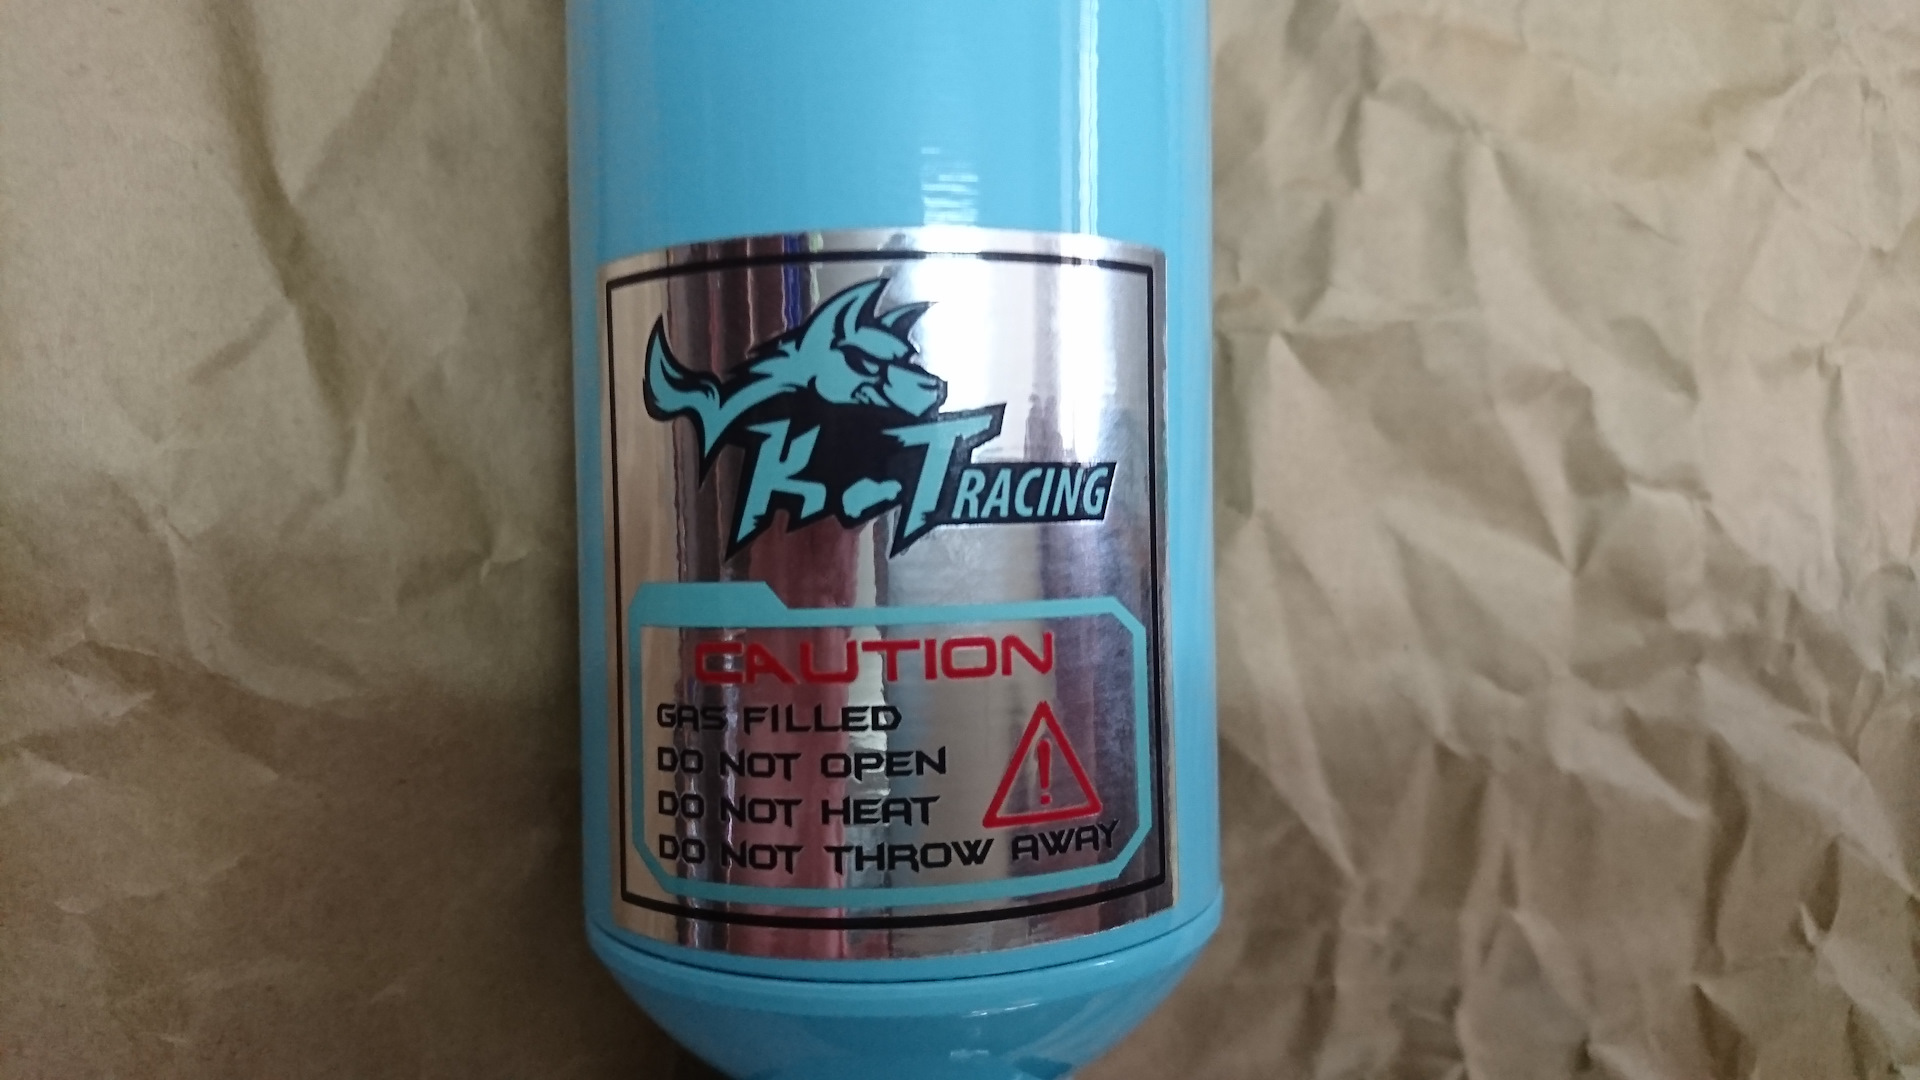 K-T RACING
CAUTION
GAS FILLED
DO NOT OPEN
DO NOT HEAT
DO NOT THROW AWAY